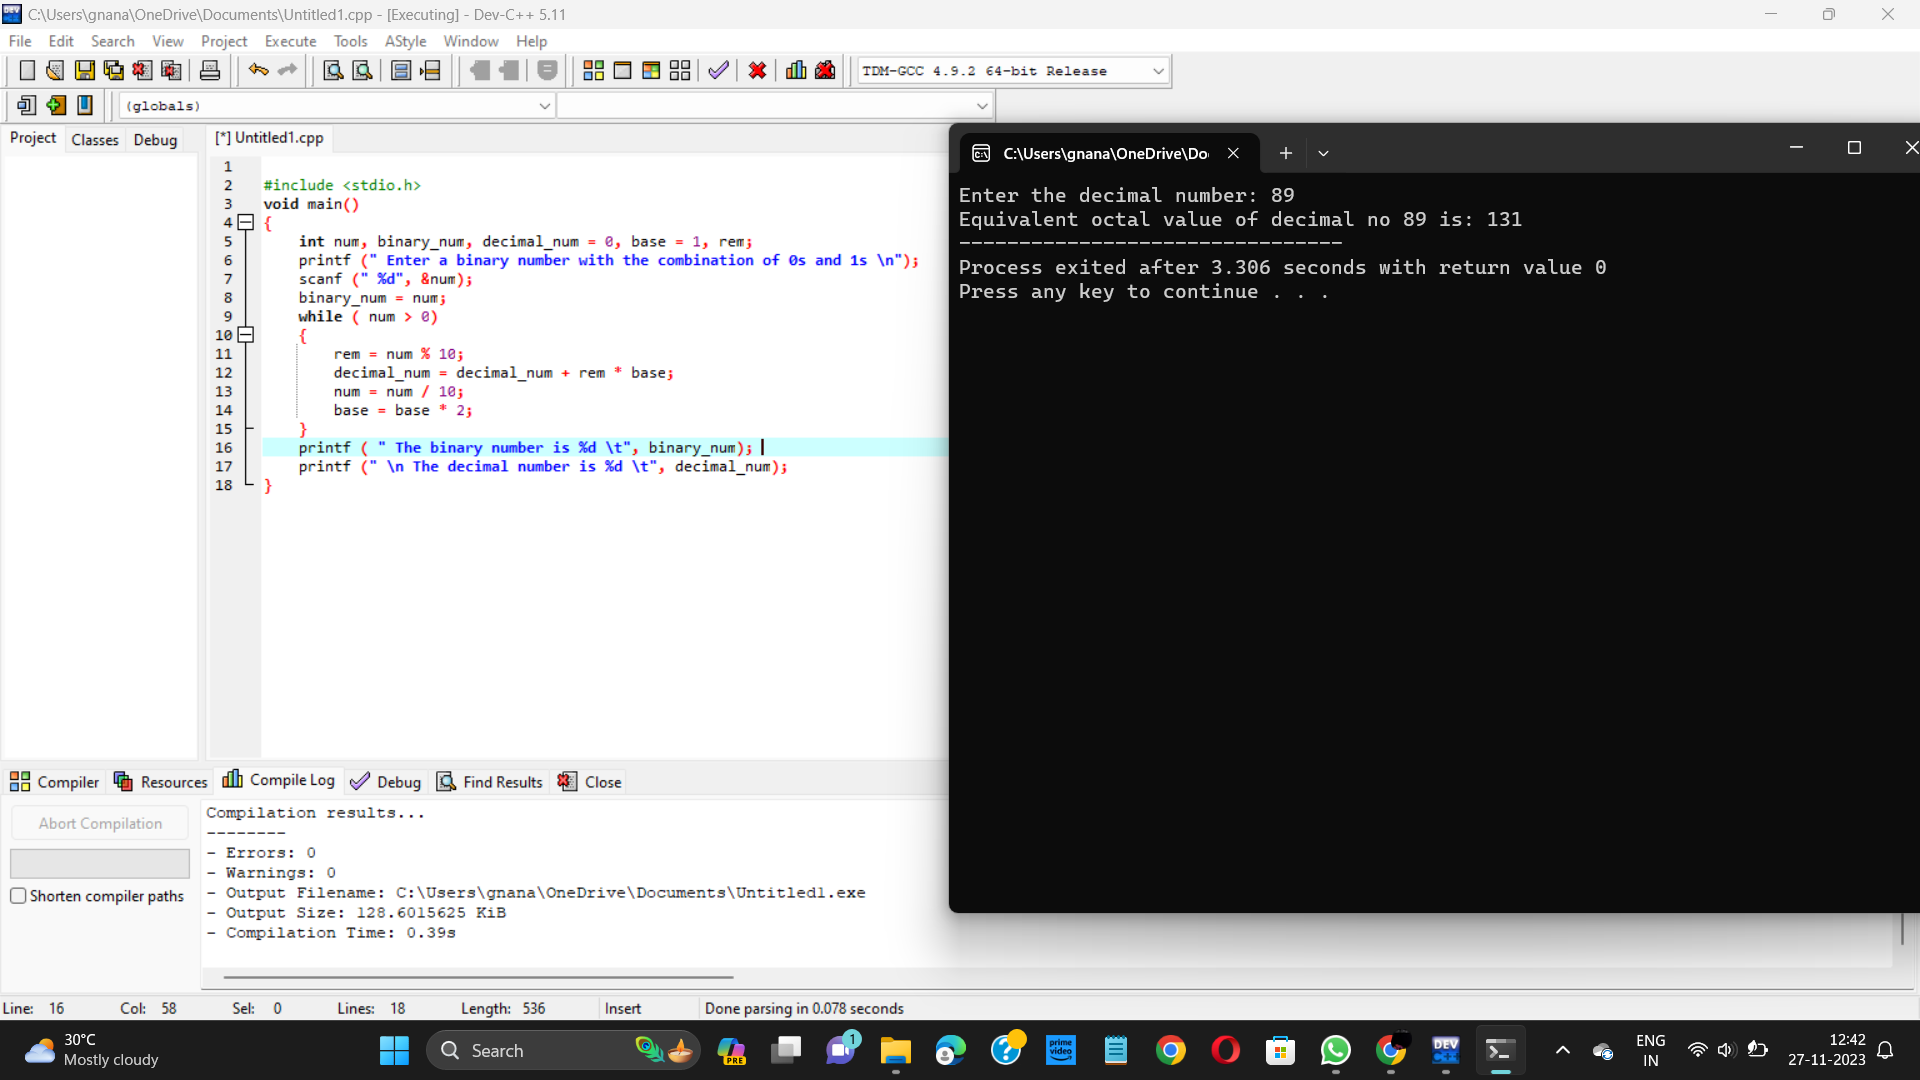 C:\Users\gnana\OneDrive\Documents\Untitled1.cpp - [Executing] - Dev-C++ 5.11
File Edit Search View Project Execute Tools AStyle Window Help
TDM-GCC 4.9.2 64-bit Release
(globals)
Project Classes Debug
[*] Untitled1.cpp
1
2 #include <stdio.h>
3 void main()
4 {
5 int num, binary_num, decimal_num = 0, base = 1, rem;
6 printf (" Enter a binary number with the combination of 0s and 1s \n");
7 scanf (" %d", &num);
8 binary_num = num;
9 while ( num > 0)
10 {
11 rem = num % 10;
12 decimal_num = decimal_num + rem * base;
13 num = num / 10;
14 base = base * 2;
15 }
16 printf ( " The binary number is %d \t", binary_num);
17 printf (" \n The decimal number is %d \t", decimal_num);
18 }
C:\Users\gnana\OneDrive\Do
Enter the decimal number: 89
Equivalent octal value of decimal no 89 is: 131
--------------------------------
Process exited after 3.306 seconds with return value 0
Press any key to continue . . .
Compiler Resources Compile Log Debug Find Results Close
Abort Compilation
Shorten compiler paths
Compilation results...
--------
- Errors: 0
- Warnings: 0
- Output Filename: C:\Users\gnana\OneDrive\Documents\Untitled1.exe
- Output Size: 128.6015625 KiB
- Compilation Time: 0.39s
Line: 16 Col: 58 Sel: 0 Lines: 18 Length: 536 Insert Done parsing in 0.078 seconds
30°C
Mostly cloudy
Search
PRE
1
prime video
DEV C++
ENG
IN
12:42
27-11-2023